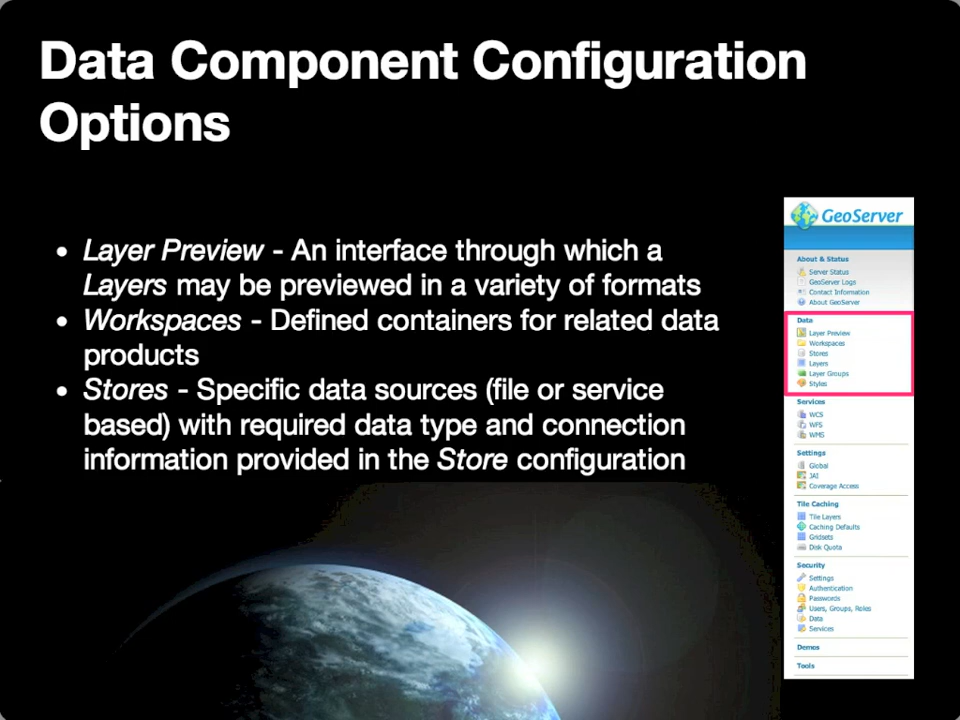 Data Component Configuration
Options
• Layer Preview - An interface through which a
Layers may be previewed in a variety of formats
• Workspaces - Defined containers for related data
products
• Stores - Specific data sources (file or service
based) with required data type and connection
information provided in the Store configuration
GeoServer
About & Status
Server Status
GeoServer Logs
Contact Information
About GeoServer
Data
Layer Preview
Workspaces
Stores
Layers
Layer Groups
Styles
Services
WCS
WFS
WMS
Settings
Global
JAI
Coverage Access
Tile Caching
Tile Layers
Caching Defaults
Gridsets
Disk Quota
Security
Settings
Authentication
Passwords
Users, Groups, Roles
Data
Services
Demos
Tools